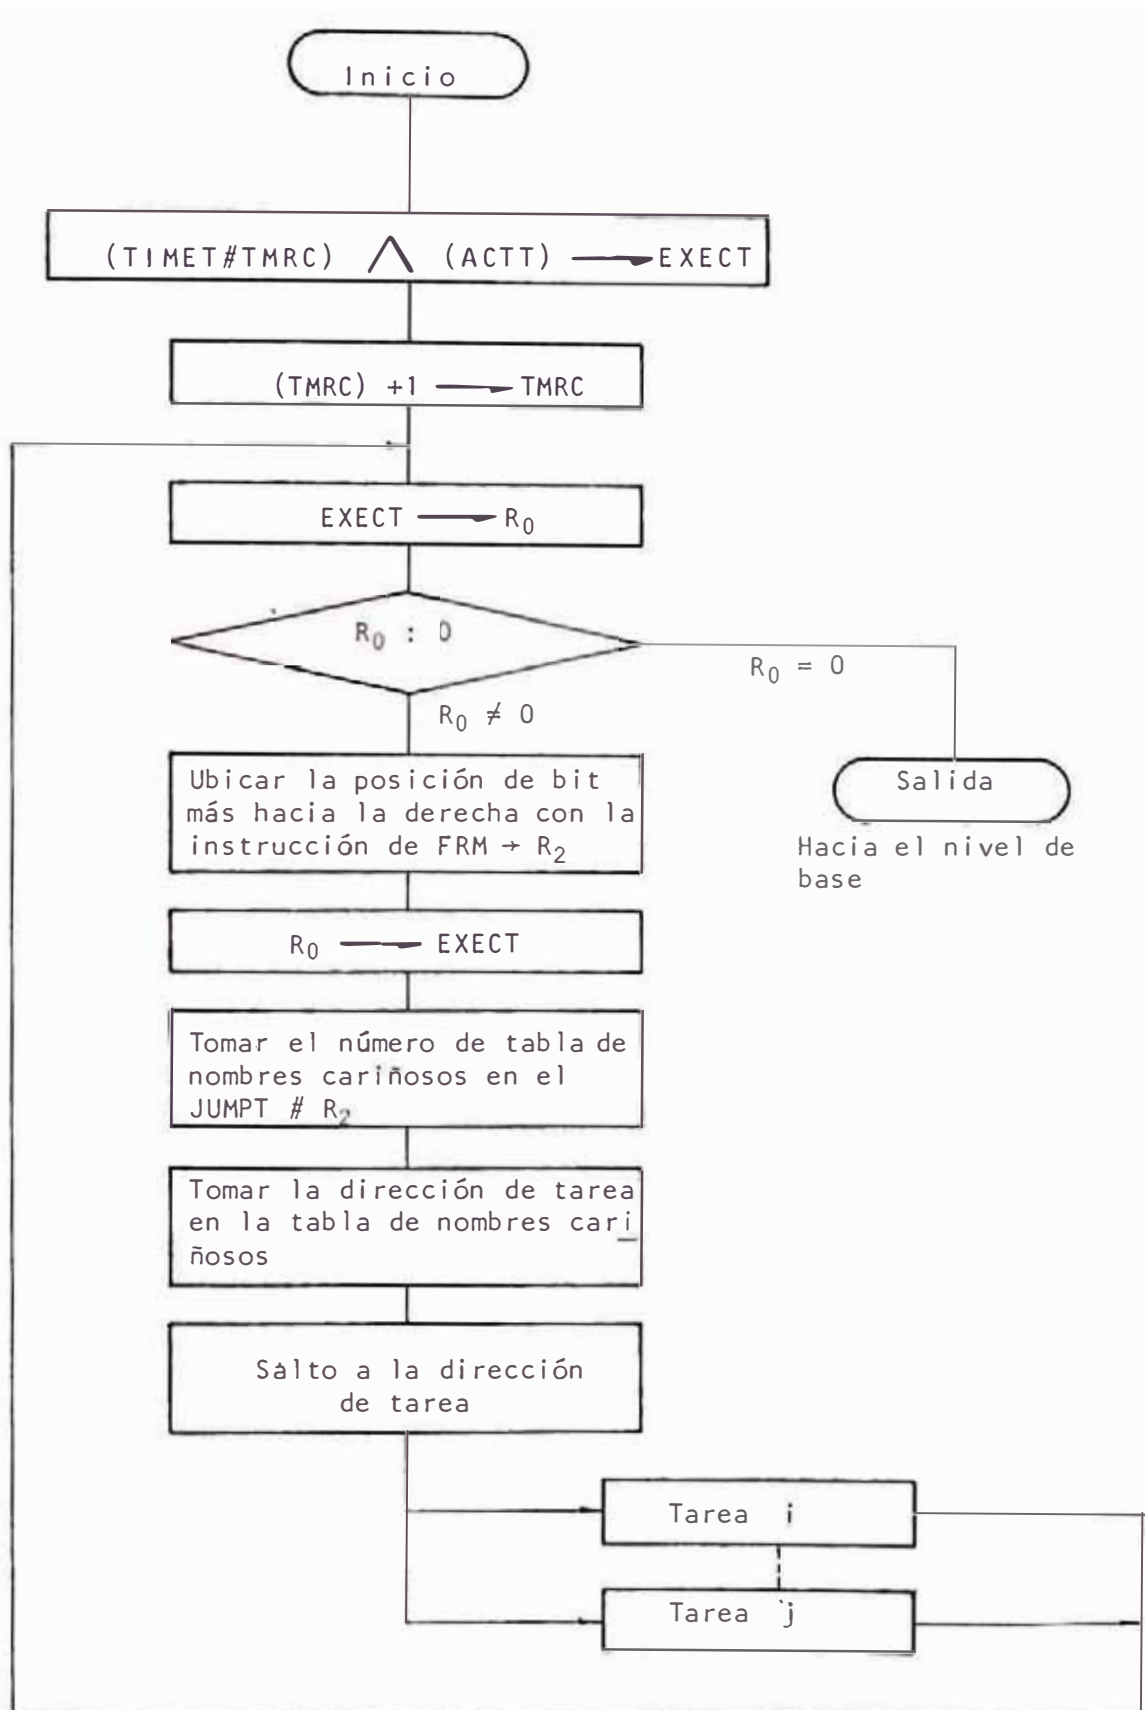 Inicio
(TIMET#TMRC) ⋀ (ACTT) → EXECT
(TMRC) +1 → TMRC
EXECT → R0
R0 : 0
R0 = 0
R0 ≠ 0
Salida
Hacia el nivel de
base
Ubicar la posición de bit
más hacia la derecha con la
instrucción de FRM → R2
R0 → EXECT
Tomar el número de tabla de
nombres cariñosos en el
JUMPT # R2
Tomar la dirección de tarea
en la tabla de nombres cari
ñosos
Salto a la dirección
de tarea
Tarea i
Tarea j